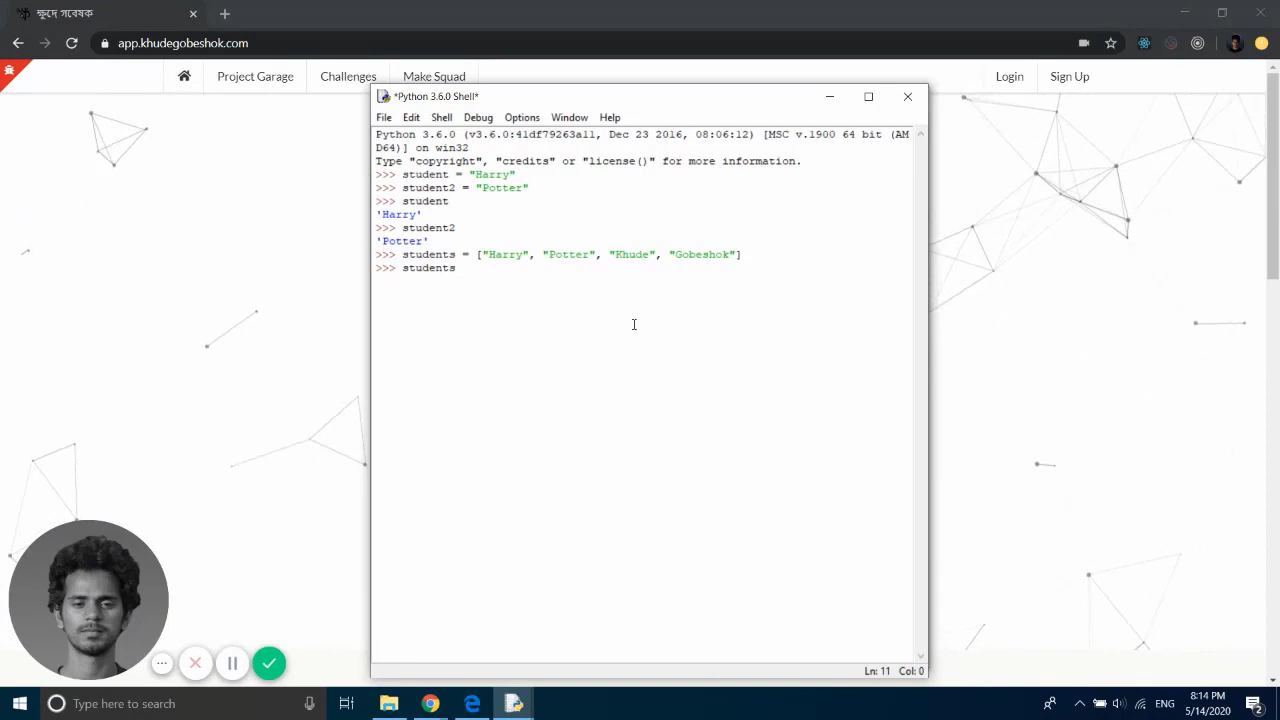 ক্ষুদে গবেষক
app.khudegobeshok.com
Project Garage Challenges Make Squad Login Sign Up
*Python 3.6.0 Shell*
File Edit Shell Debug Options Window Help
Python 3.6.0 (v3.6.0:41df79263a11, Dec 23 2016, 08:06:12) [MSC v.1900 64 bit (AM
D64)] on win32
Type "copyright", "credits" or "license()" for more information.
>>> student = "Harry"
>>> student2 = "Potter"
>>> student
'Harry'
>>> student2
'Potter'
>>> students = ["Harry", "Potter", "Khude", "Gobeshok"]
>>> students
Ln: 11 Col: 0
Type here to search
ENG
8:14 PM
5/14/2020
2